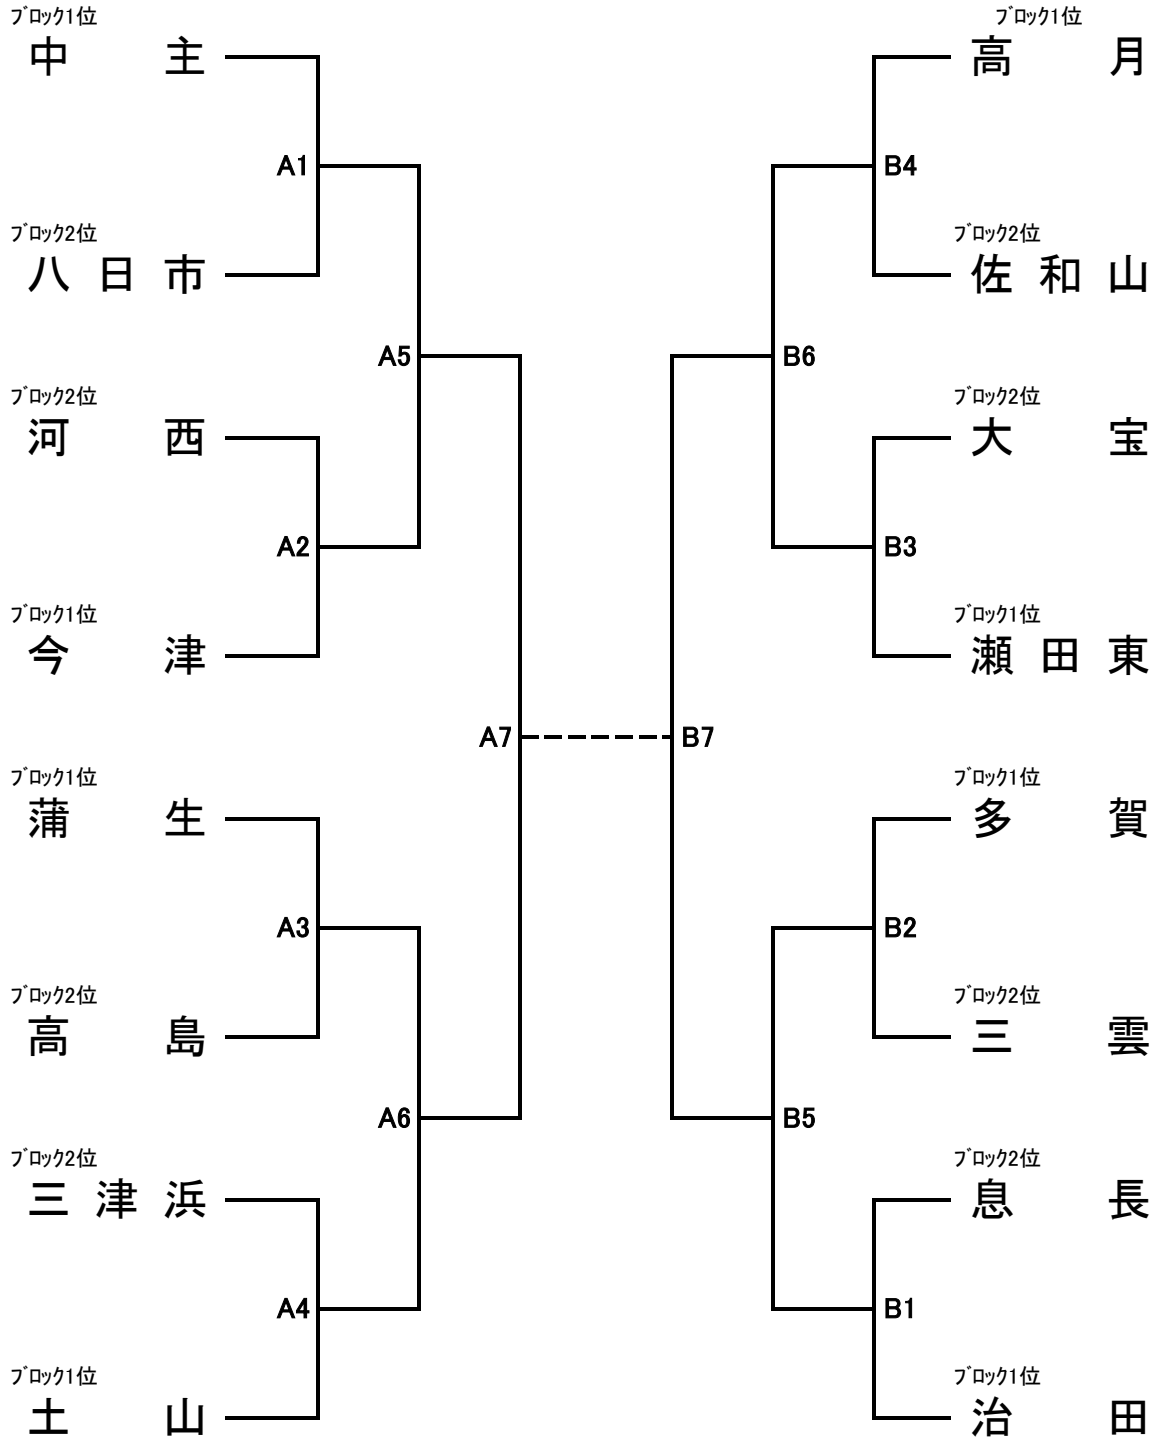 ﾌﾞﾛｯｸ1位
中主
A1
ﾌﾞﾛｯｸ2位
八日市
A5
ﾌﾞﾛｯｸ2位
河西
A2
ﾌﾞﾛｯｸ1位
今津
A7
ﾌﾞﾛｯｸ1位
蒲生
A3
ﾌﾞﾛｯｸ2位
高島
A6
ﾌﾞﾛｯｸ2位
三津浜
A4
ﾌﾞﾛｯｸ1位
土山
ﾌﾞﾛｯｸ1位
高月
B4
ﾌﾞﾛｯｸ2位
佐和山
B6
ﾌﾞﾛｯｸ2位
大宝
B3
ﾌﾞﾛｯｸ1位
瀬田東
B7
ﾌﾞﾛｯｸ1位
多賀
B2
ﾌﾞﾛｯｸ2位
三雲
B5
ﾌﾞﾛｯｸ2位
息長
B1
ﾌﾞﾛｯｸ1位
治田